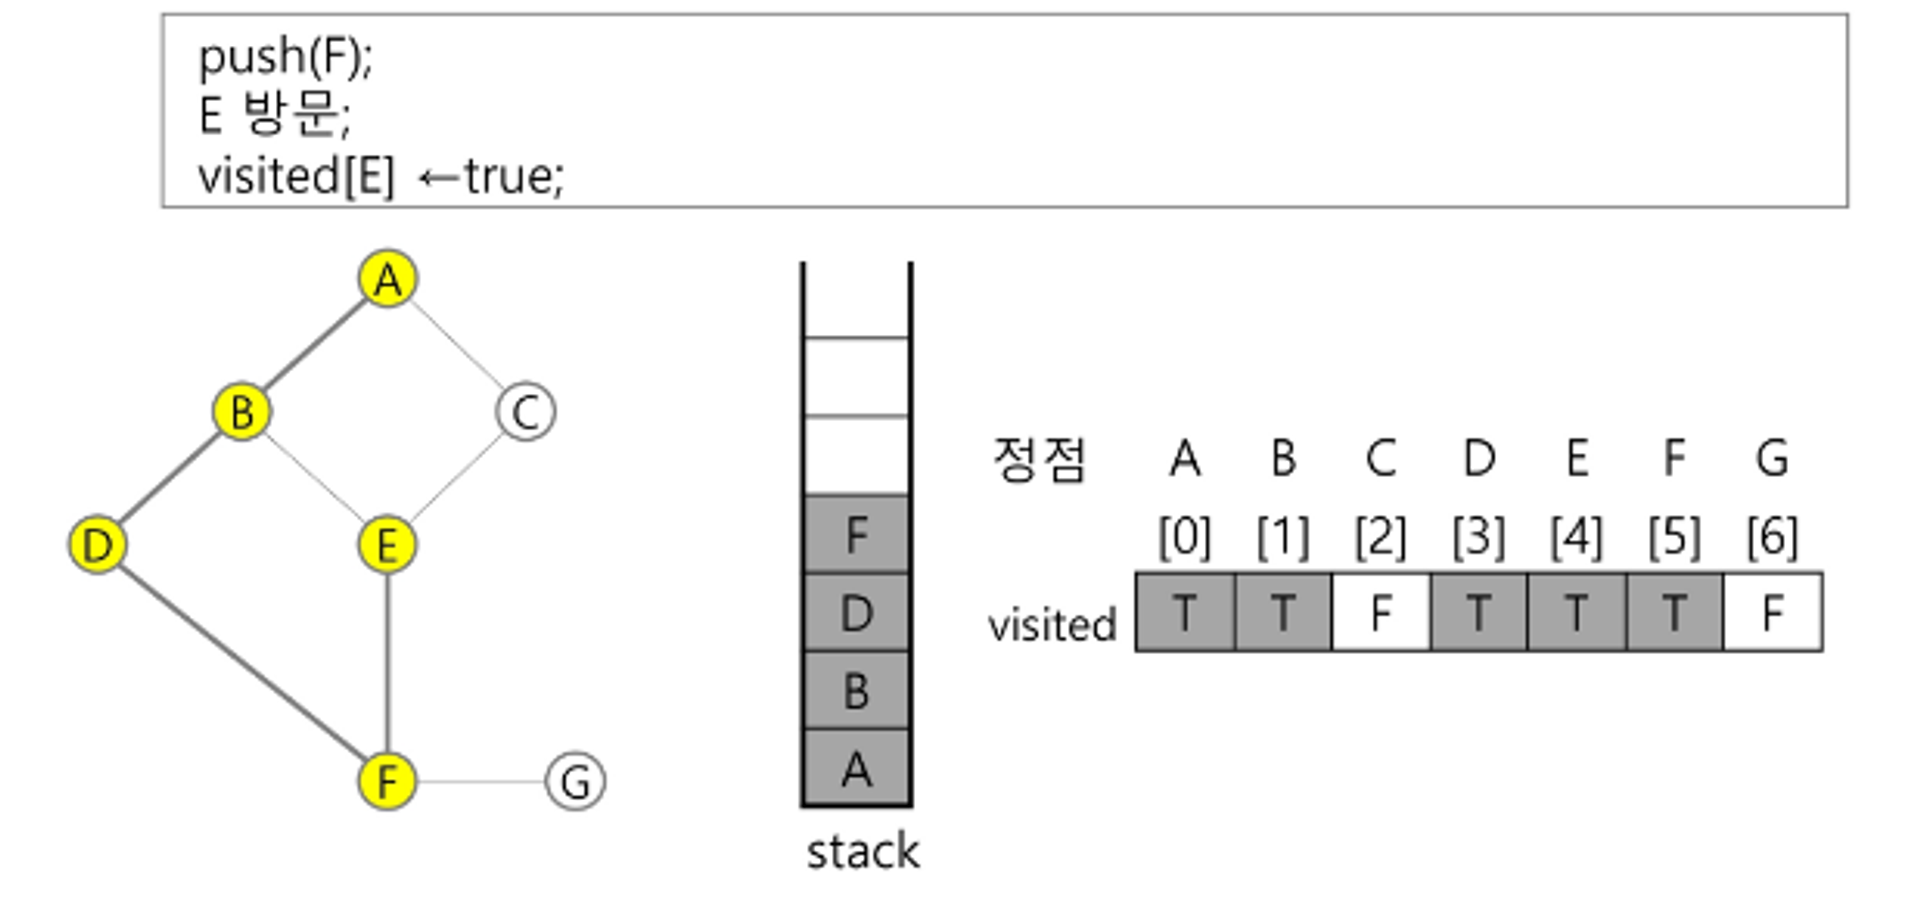 push(F);
E 방문;
visited[E] ←true;
A
B
C
D
E
F
G
F
D
B
A
stack
정점 A B C D E F G
[0] [1] [2] [3] [4] [5] [6]
visited T T F T T T F